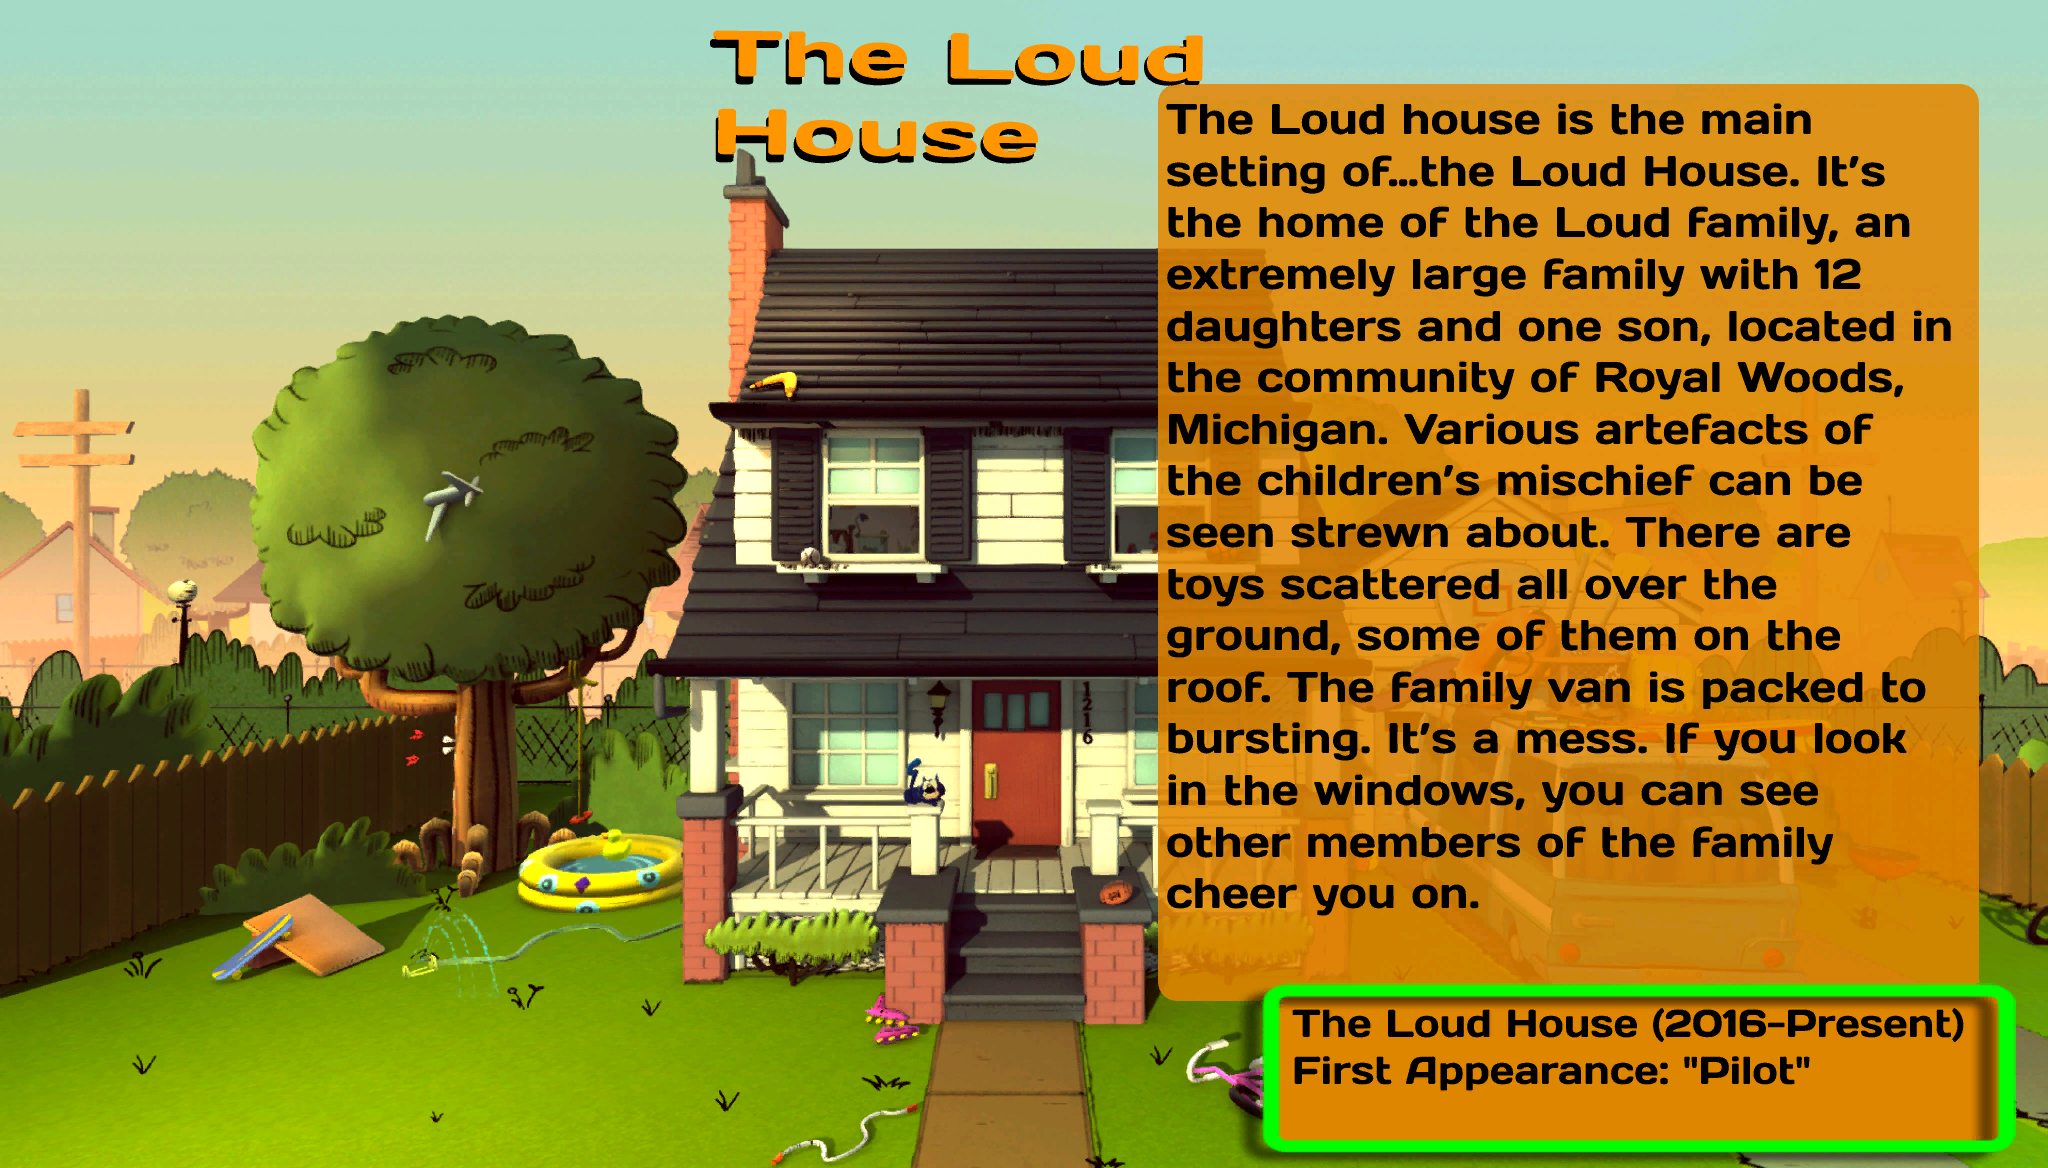 The Loud
House
The Loud house is the main
setting of...the Loud House. It's
the home of the Loud family, an
extremely large family with 12
daughters and one son, located in
the community of Royal Woods,
Michigan. Various artefacts of
the children's mischief can be
seen strewn about. There are
toys scattered all over the
ground, some of them on the
roof. The family van is packed to
bursting. It's a mess. If you look
in the windows, you can see
other members of the family
cheer you on.
1216
The Loud House (2016-Present)
First Appearance: "Pilot"